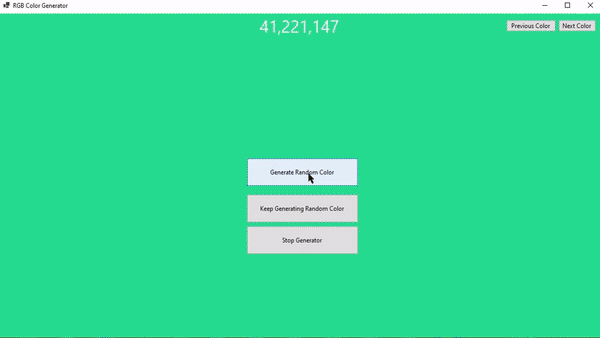 RGB Color Generator
41,221,147
Previous Color
Next Color
Generate Random Color
Keep Generating Random Color
Stop Generator